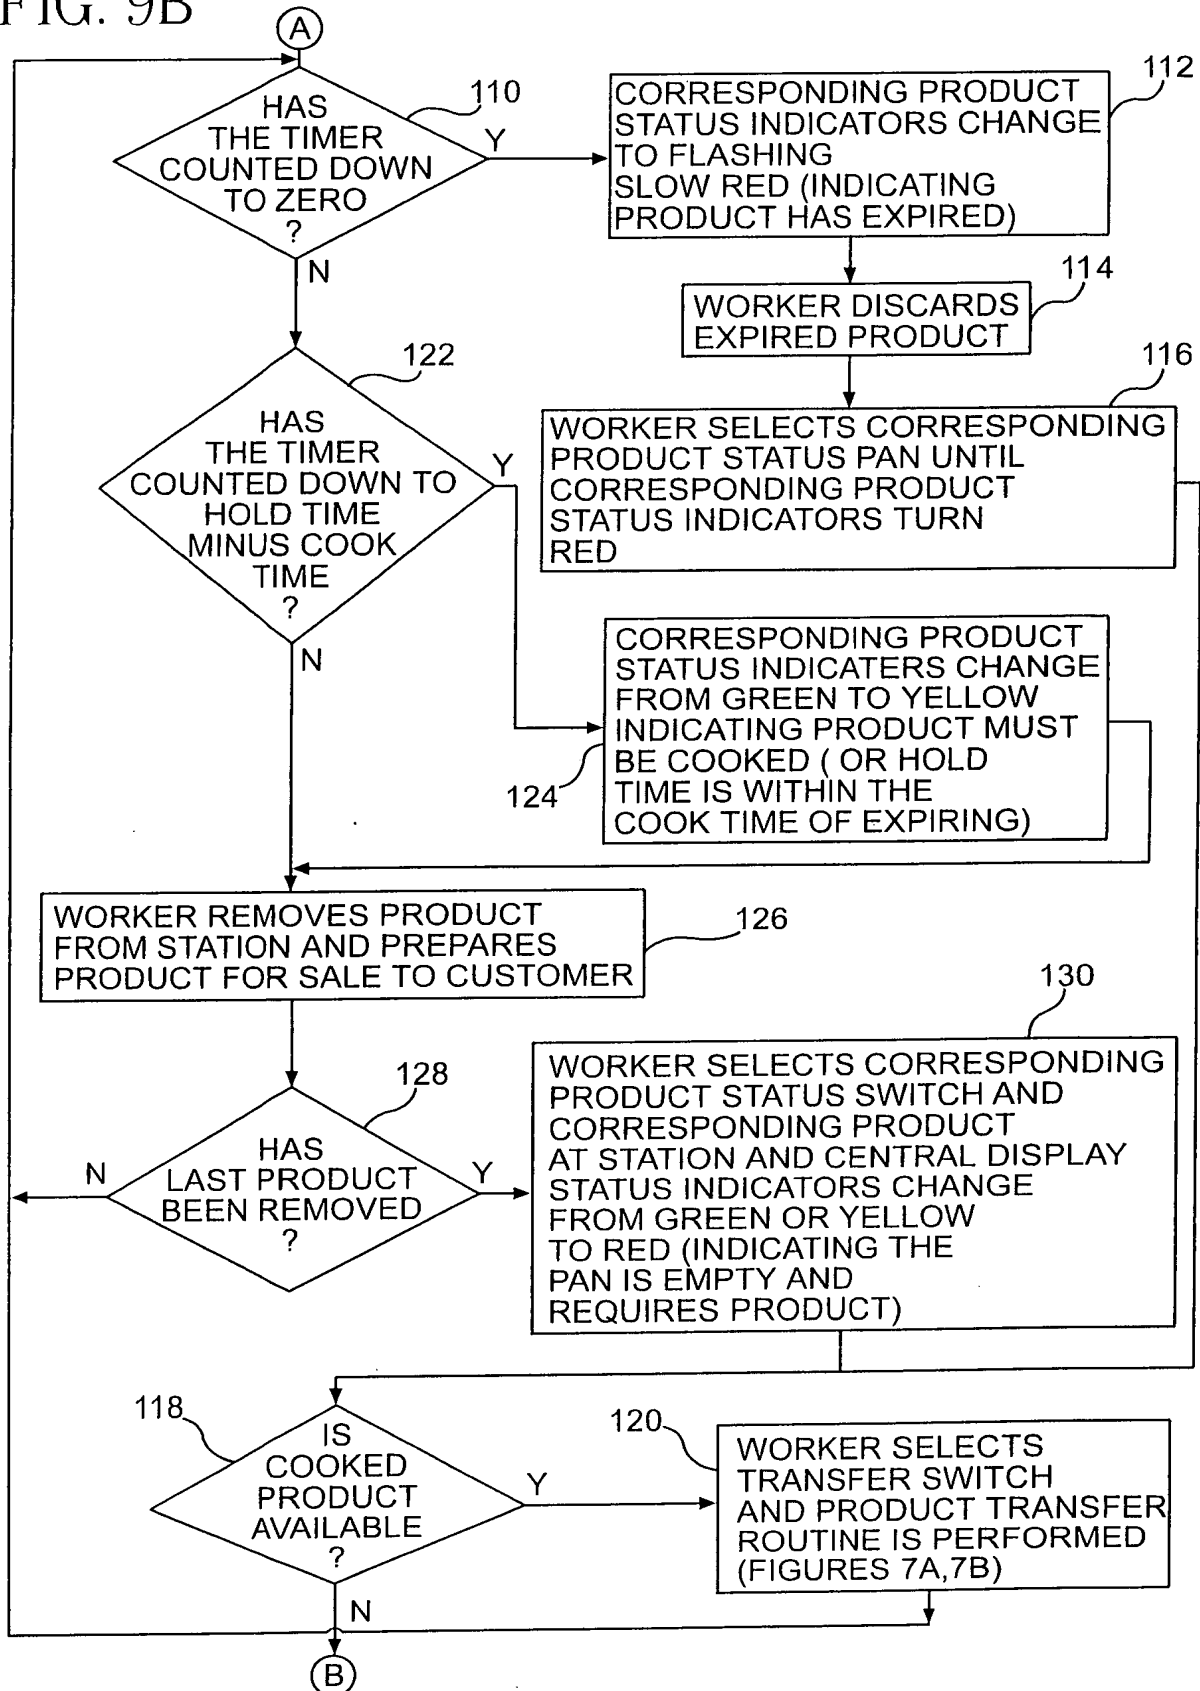 FIG. 9B
A
HAS
THE TIMER
COUNTED DOWN
TO ZERO
?
110
Y
N
CORRESPONDING PRODUCT
STATUS INDICATORS CHANGE
TO FLASHING
SLOW RED (INDICATING
PRODUCT HAS EXPIRED)
112
WORKER DISCARDS
EXPIRED PRODUCT
114
WORKER SELECTS CORRESPONDING
PRODUCT STATUS PAN UNTIL
CORRESPONDING PRODUCT
STATUS INDICATORS TURN
RED
116
HAS
THE TIMER
COUNTED DOWN TO
HOLD TIME
MINUS COOK
TIME
?
122
Y
N
CORRESPONDING PRODUCT
STATUS INDICATERS CHANGE
FROM GREEN TO YELLOW
INDICATING PRODUCT MUST
BE COOKED ( OR HOLD
TIME IS WITHIN THE
COOK TIME OF EXPIRING)
124
WORKER REMOVES PRODUCT
FROM STATION AND PREPARES
PRODUCT FOR SALE TO CUSTOMER
126
HAS
LAST PRODUCT
BEEN REMOVED
?
128
N
Y
WORKER SELECTS CORRESPONDING
PRODUCT STATUS SWITCH AND
CORRESPONDING PRODUCT
AT STATION AND CENTRAL DISPLAY
STATUS INDICATORS CHANGE
FROM GREEN OR YELLOW
TO RED (INDICATING THE
PAN IS EMPTY AND
REQUIRES PRODUCT)
130
IS
COOKED
PRODUCT
AVAILABLE
?
118
Y
N
WORKER SELECTS
TRANSFER SWITCH
AND PRODUCT TRANSFER
ROUTINE IS PERFORMED
(FIGURES 7A,7B)
120
B